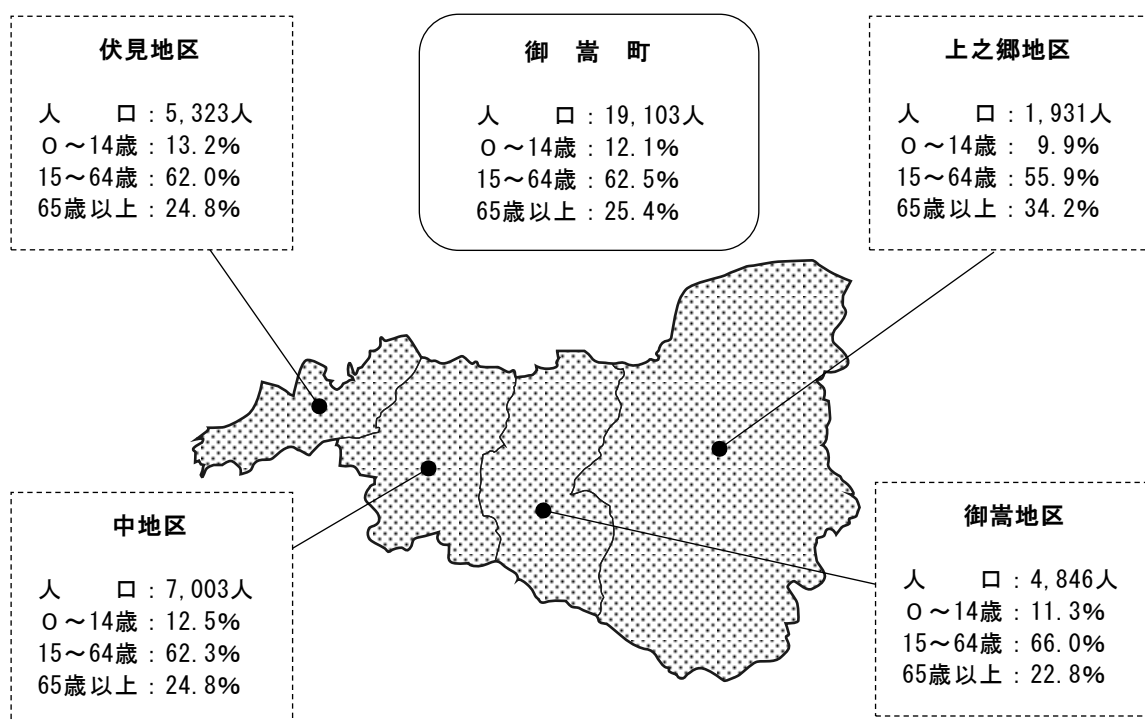 伏見地区
人　　口：5,323人
0～14歳：13.2%
15～64歳：62.0%
65歳以上：24.8%
御　嵩　町
人　　口：19,103人
0～14歳：12.1%
15～64歳：62.5%
65歳以上：25.4%
上之郷地区
人　　口：1,931人
0～14歳： 9.9%
15～64歳：55.9%
65歳以上：34.2%
中地区
人　　口：7,003人
0～14歳：12.5%
15～64歳：62.3%
65歳以上：24.8%
御嵩地区
人　　口：4,846人
0～14歳：11.3%
15～64歳：66.0%
65歳以上：22.8%